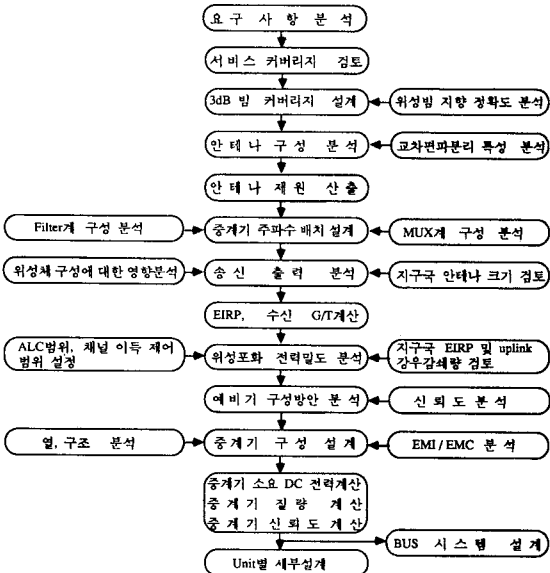 요구 사항 분석
서비스 커버리지 검토
3dB 빔 커버리지 설계
위성빔 지향 정확도 분석
안테나 구성 분석
교차편파분리 특성 분석
안테나 재원 산출
Filter계 구성 분석
중계기 주파수 배치 설계
MUX계 구성 분석
위성체 구성에 대한 영향분석
송신 출력 분석
지구국 안테나 크기 검토
EIRP, 수신 G/T계산
ALC범위, 채널 이득 제어
범위 설정
위성포화 전력밀도 분석
지구국 EIRP 및 uplink
강우감쇄량 검토
예비기 구성방안 분석
신뢰도 분석
열, 구조 분석
중계기 구성 설계
EMI / EMC 분석
중계기 소요 DC 전력계산
중계기 질량 계산
중계기 신뢰도 계산
BUS 시스템 설계
Unit별 세부설계